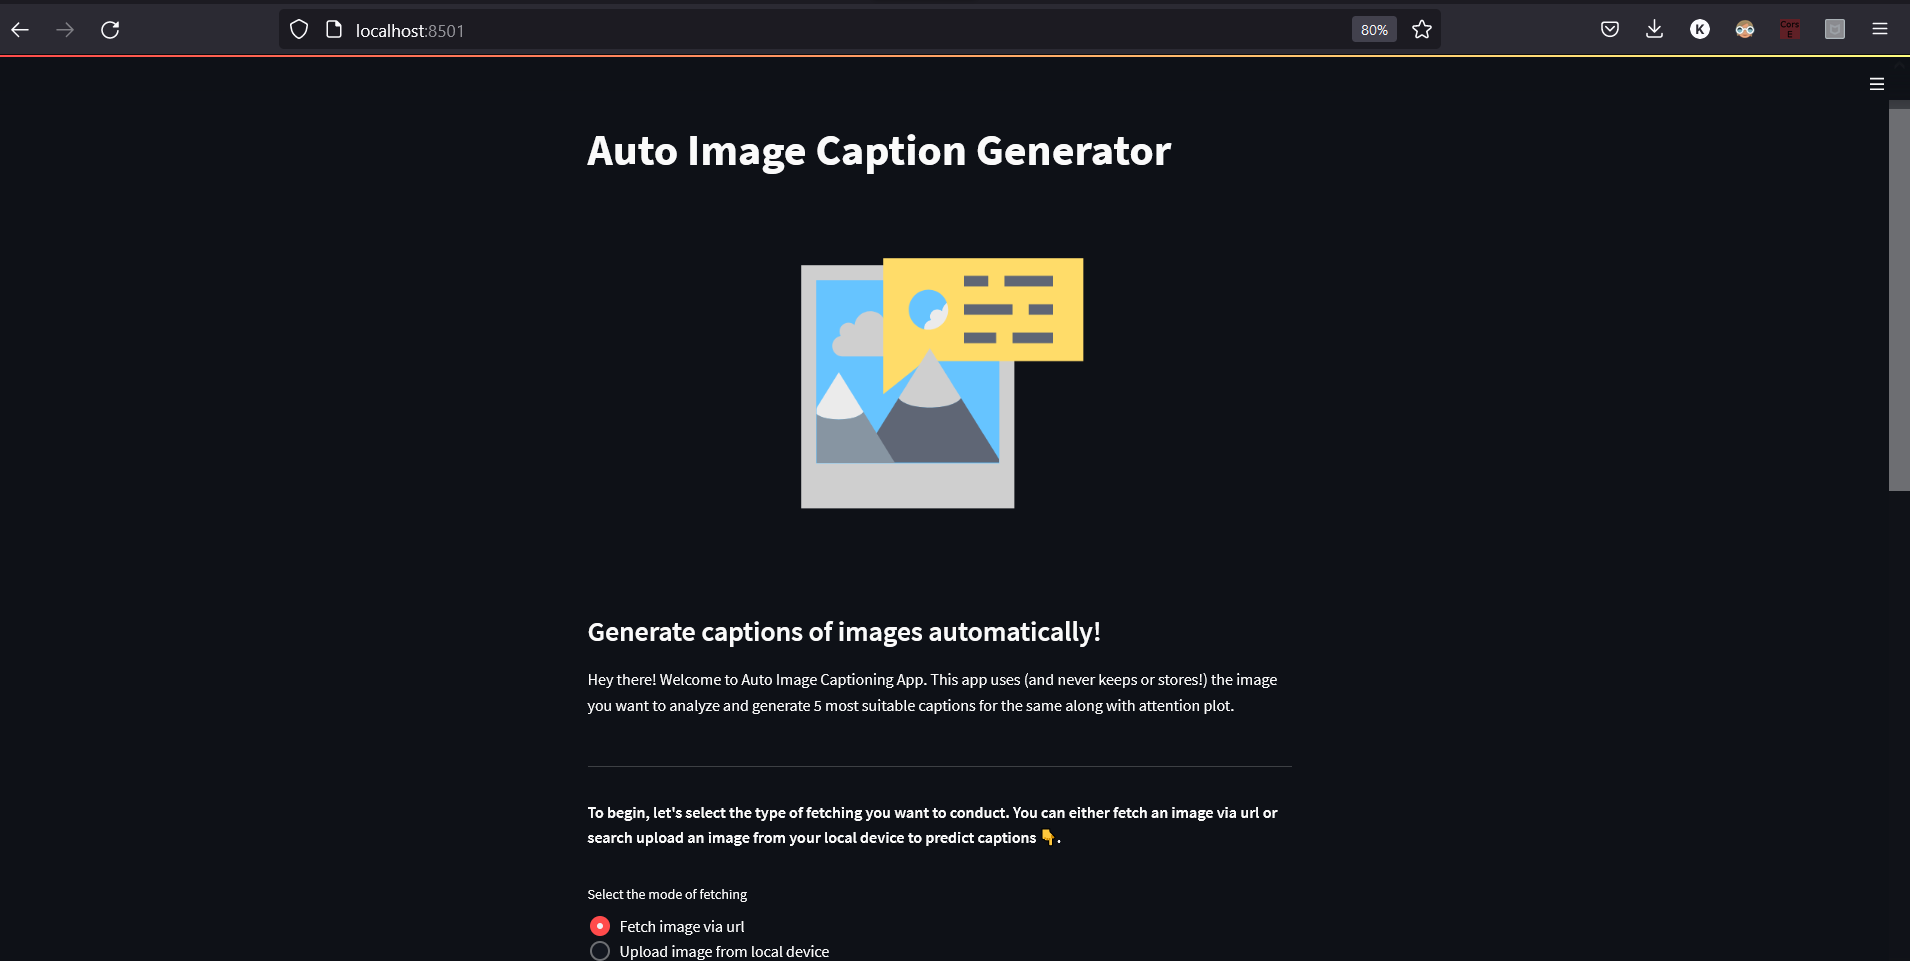 localhost:8501
80%
K
Cors
E
Auto Image Caption Generator
Generate captions of images automatically!
Hey there! Welcome to Auto Image Captioning App. This app uses (and never keeps or stores!) the image
you want to analyze and generate 5 most suitable captions for the same along with attention plot.
To begin, let's select the type of fetching you want to conduct. You can either fetch an image via url or
search upload an image from your local device to predict captions 👇.
Select the mode of fetching
Fetch image via url
Upload image from local device